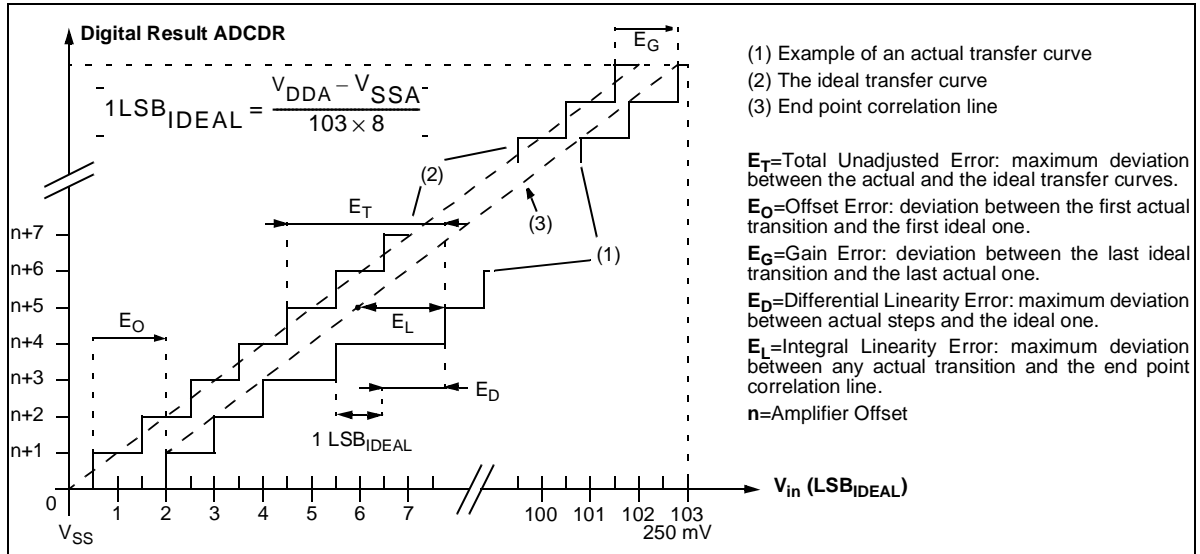 Digital Result ADCDR
1LSB_IDEAL = (V_DDA – V_SSA) / (103 × 8)
E_G
(1) Example of an actual transfer curve
(2) The ideal transfer curve
(3) End point correlation line
E_T=Total Unadjusted Error: maximum deviation
between the actual and the ideal transfer curves.
E_O=Offset Error: deviation between the first actual
transition and the first ideal one.
E_G=Gain Error: deviation between the last ideal
transition and the last actual one.
E_D=Differential Linearity Error: maximum deviation
between actual steps and the ideal one.
E_L=Integral Linearity Error: maximum deviation
between any actual transition and the end point
correlation line.
n=Amplifier Offset
(2)
E_T
(3)
(1)
n+7
n+6
n+5
n+4
n+3
n+2
n+1
0
E_O
E_L
E_D
1 LSB_IDEAL
1 2 3 4 5 6 7 100 101 102 103
V_SS
250 mV
V_in (LSB_IDEAL)